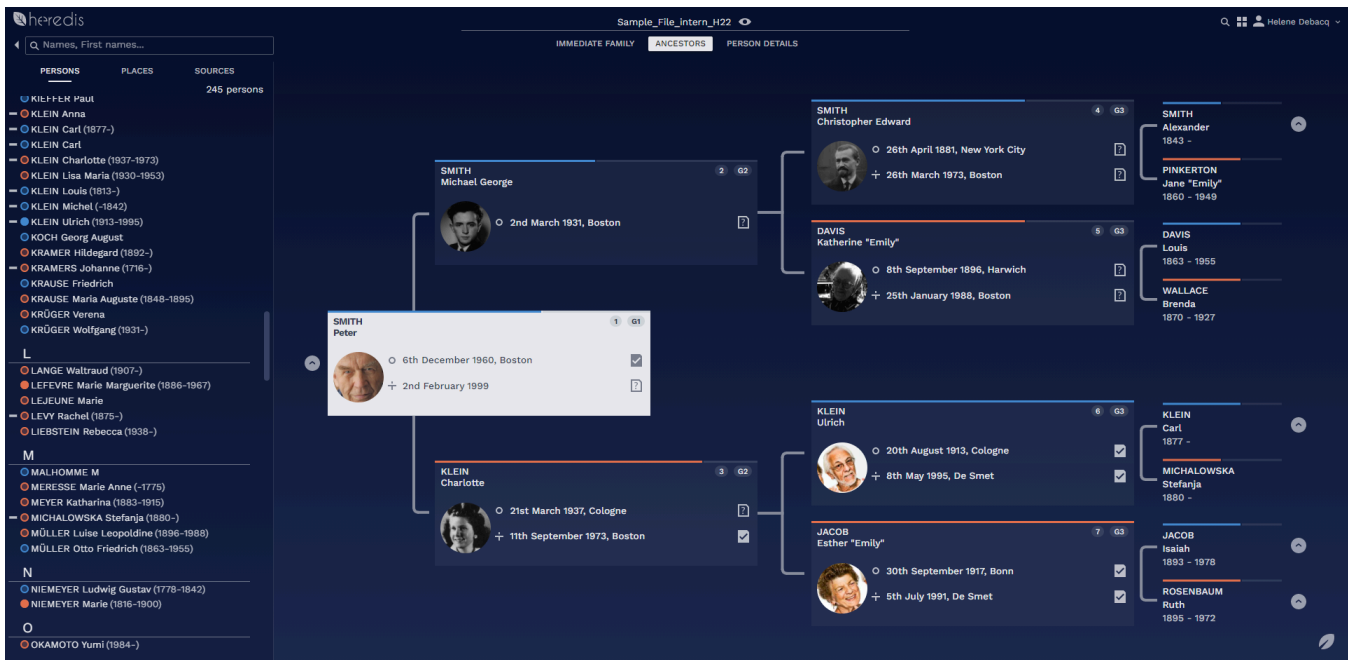 heredis
Sample_File_intern_H22
Helene Debacq
Names, First names...
IMMEDIATE FAMILY
ANCESTORS
PERSON DETAILS
PERSONS
PLACES
SOURCES
245 persons
KIEFFER Paul
KLEIN Anna
KLEIN Carl (1877-)
KLEIN Carl
KLEIN Charlotte (1937-1973)
KLEIN Lisa Maria (1930-1953)
KLEIN Louis (1813-)
KLEIN Michel (-1842)
KLEIN Ulrich (1913-1995)
KOCH Georg August
KRAMER Hildegard (1892-)
KRAMERS Johanne (1716-)
KRAUSE Friedrich
KRAUSE Maria Auguste (1848-1895)
KRÜGER Verena
KRÜGER Wolfgang (1931-)
L
LANGE Waltraud (1907-)
LEFEVRE Marie Marguerite (1886-1967)
LEJEUNE Marie
LEVY Rachel (1875-)
LIEBSTEIN Rebecca (1938-)
M
MALHOMME M
MERESSE Marie Anne (-1775)
MEYER Katharina (1883-1915)
MICHALOWSKA Stefanja (1880-)
MÜLLER Luise Leopoldine (1896-1988)
MÜLLER Otto Friedrich (1863-1955)
N
NIEMEYER Ludwig Gustav (1778-1842)
NIEMEYER Marie (1816-1900)
O
OKAMOTO Yumi (1984-)
SMITH
Peter
1 G1
6th December 1960, Boston
2nd February 1999
?
SMITH
Michael George
2 G2
2nd March 1931, Boston
?
KLEIN
Charlotte
3 G2
21st March 1937, Cologne
?
11th September 1973, Boston
SMITH
Christopher Edward
4 G3
26th April 1881, New York City
?
26th March 1973, Boston
?
DAVIS
Katherine "Emily"
5 G3
8th September 1896, Harwich
?
25th January 1988, Boston
?
KLEIN
Ulrich
6 G3
20th August 1913, Cologne
8th May 1995, De Smet
JACOB
Esther "Emily"
7 G3
30th September 1917, Bonn
5th July 1991, De Smet
SMITH
Alexander
1843 -
PINKERTON
Jane "Emily"
1860 - 1949
DAVIS
Louis
1863 - 1955
WALLACE
Brenda
1870 - 1927
KLEIN
Carl
1877 -
MICHALOWSKA
Stefanja
1880 -
JACOB
Isaiah
1893 - 1978
ROSENBAUM
Ruth
1895 - 1972